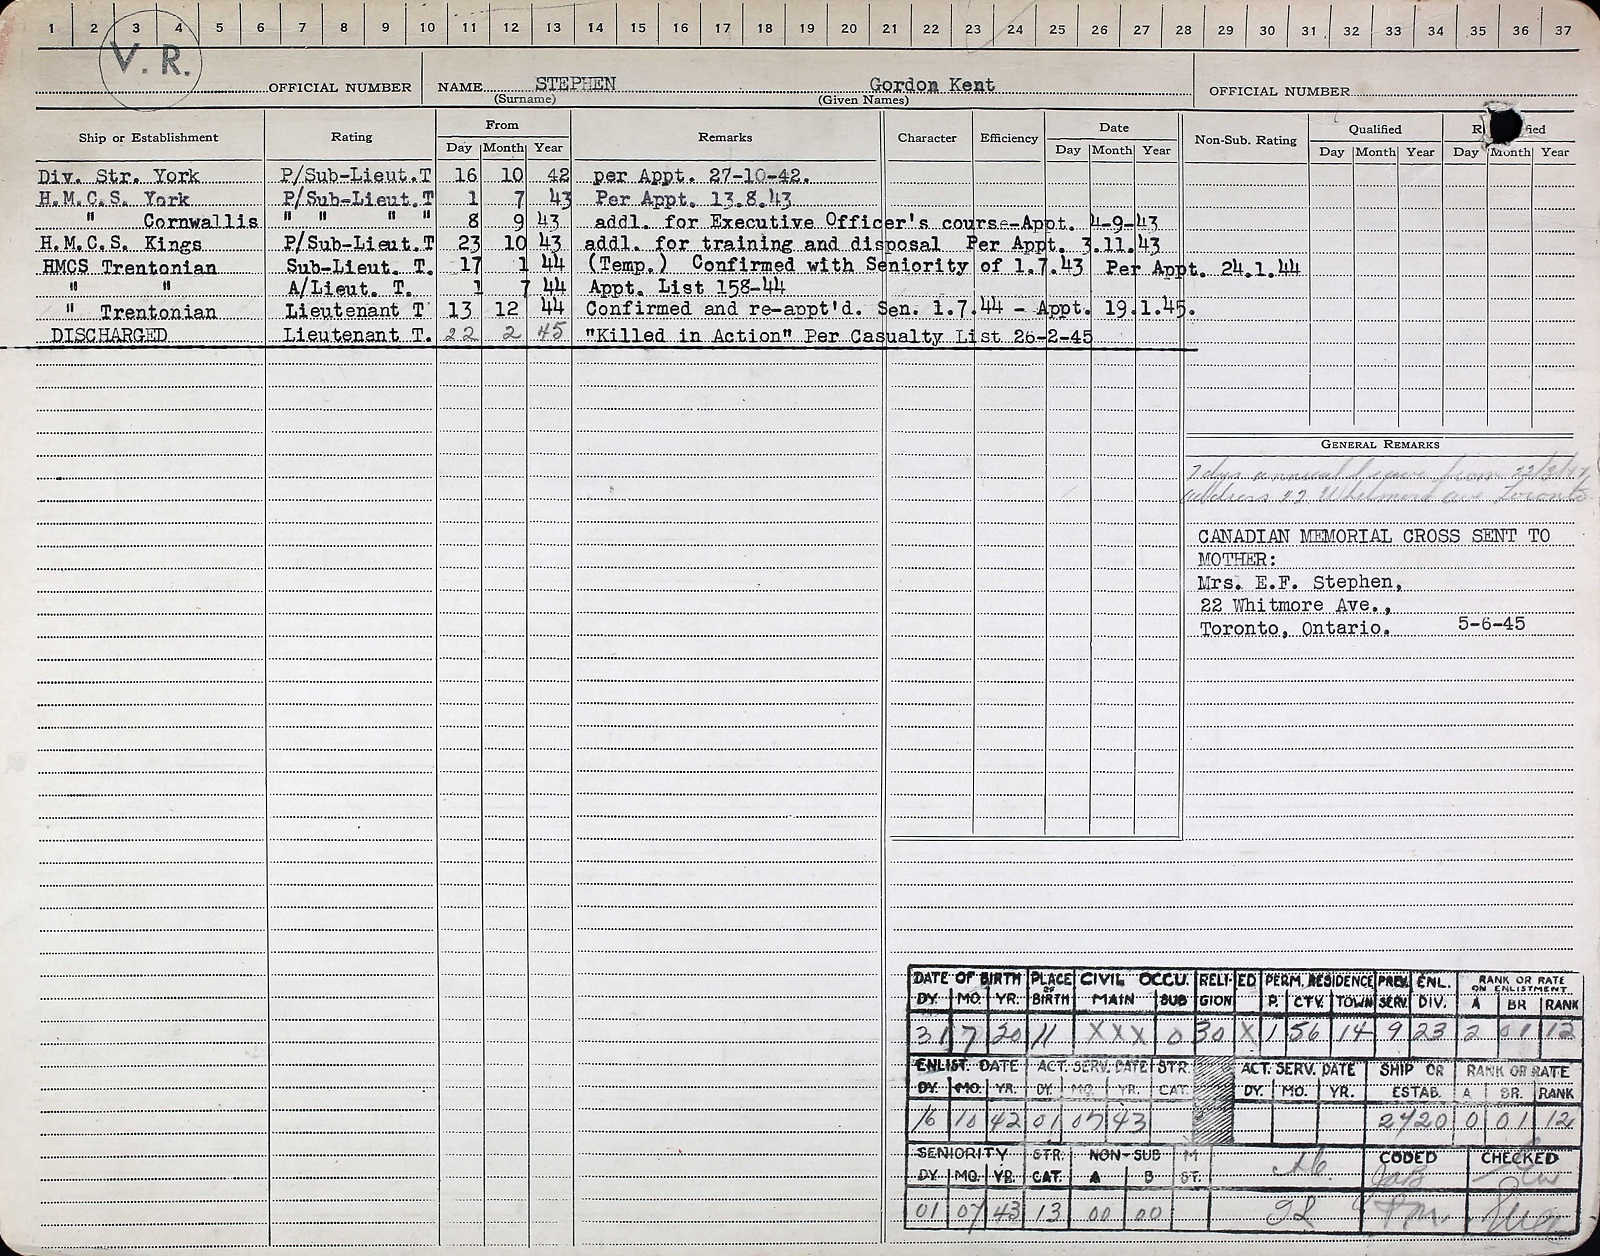 1 2 3 4 5 6 7 8 9 10 11 12 13 14 15 16 17 18 19 20 21 22 23 24 25 26 27 28 29 30 31 32 33 34 35 36 37
V. R.
OFFICIAL NUMBER NAME STEPHEN Gordon Kent OFFICIAL NUMBER
(Surname) (Given Names)
Ship or Establishment Rating From Remarks Character Efficiency Date Non-Sub. Rating Qualified
Day Month Year Day Month Year Day Month Year Day Month Year
Div. Str. York P/Sub-Lieut.T 16 10 42 per Appt. 27-10-42.
H.M.C.S. York P/Sub-Lieut.T 1 7 43 Per Appt. 13.8.43
" Cornwallis " " " " 8 9 43 addl. for Executive Officer's course-Appt. 4-9-43
H.M.C.S. Kings P/Sub-Lieut.T 23 10 43 addl. for training and disposal Per Appt. 3.11.43
HMCS Trentonian Sub-Lieut. T. 17 1 44 (Temp.) Confirmed with Seniority of 1.7.43 Per Appt. 24.1.44
" " A/Lieut. T. 1 7 44 Appt. List 158-44
" Trentonian Lieutenant T 13 12 44 Confirmed and re-appt'd. Sen. 1.7.44 - Appt. 19.1.45.
DISCHARGED Lieutenant T. 22 2 45 "Killed in Action" Per Casualty List 26-2-45
GENERAL REMARKS
7 days annual leave from
address 22 Ave Toronto
CANADIAN MEMORIAL CROSS SENT TO
MOTHER:
Mrs. E.F. Stephen,
22 Whitmore Ave.,
Toronto, Ontario. 5-6-45
DATE OF BIRTH PLACE OF BIRTH CIVIL OCCU. RELI-GION ED PERM. RESIDENCE PREV. SERV. ENL. DIV. RANK OR RATE ON ENLISTMENT
DY. MO. YR. MAIN SUB P. CTY. TOWN A BR RANK
31 7 20 11 XXX 0 30 X 1 56 14 9 23 2 01 12
ENLIST. DATE ACT. SERV. DATE STR. CAT. ACT. SERV. DATE SHIP OR ESTAB. RANK OR RATE
DY. MO. YR. DY. MO. YR. DY. MO. YR. A BR. RANK
16 10 42 01 07 43 2420 0 01 12
SENIORITY STR. CAT. NON-SUB M ST. CODED CHECKED
DY. MO. YR. A B
01 07 43 13 00 00